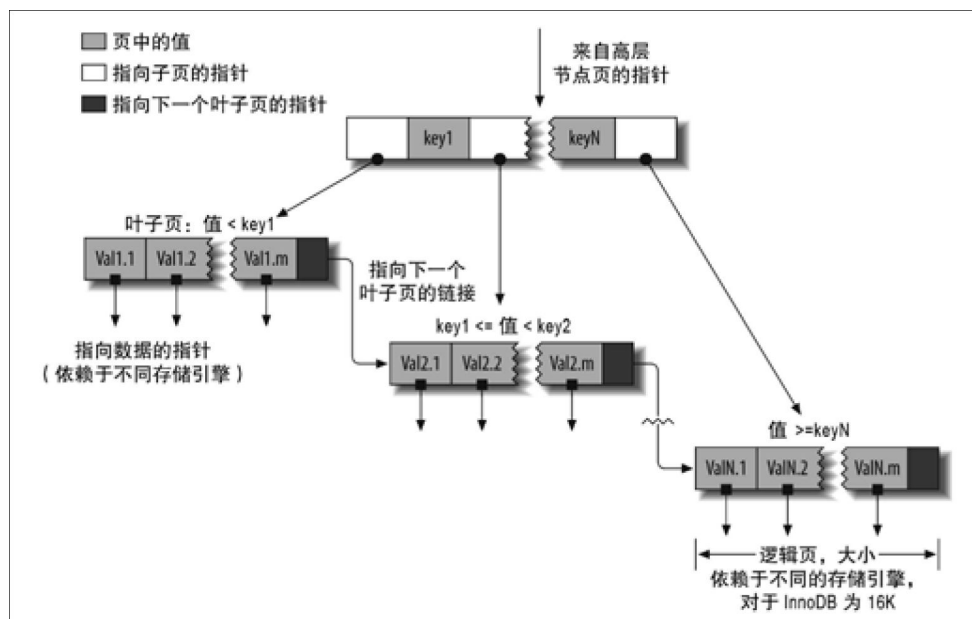 页中的值
指向子页的指针
指向下一个叶子页的指针
来自高层
节点页的指针
key1
keyN
叶子页：值 < key1
Val1.1
Val1.2
Val1.m
指向下一个
叶子页的链接
指向数据的指针
（依赖于不同存储引擎）
key1 <= 值 < key2
Val2.1
Val2.2
Val2.m
值 >=keyN
ValN.1
ValN.2
ValN.m
逻辑页，大小
依赖于不同的存储引擎，
对于 InnoDB 为 16K